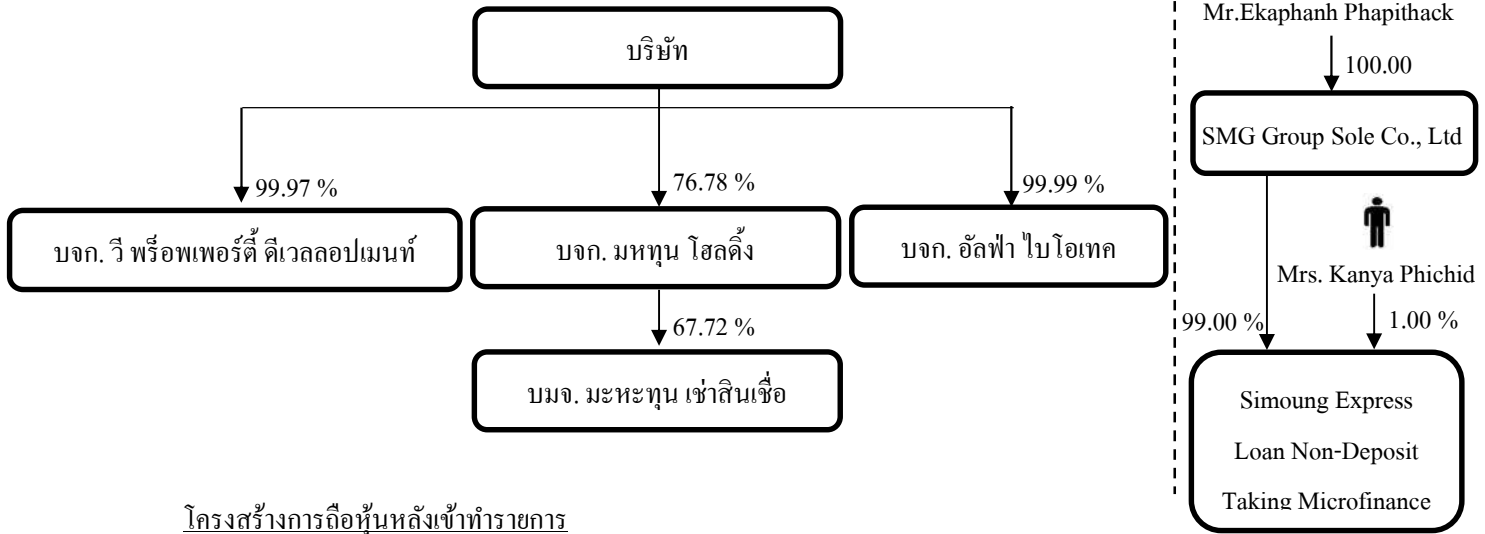 บริษัท
99.97 %
76.78 %
99.99 %
บจก. วี พร็อพเพอร์ตี้ ดีเวลลอปเมนท์
บจก. มหทุน โฮลดิ้ง
บจก. อัลฟ่า ไบโอเทค
67.72 %
บมจ. มะหะทุน เช่าสินเชื่อ
Mr.Ekaphanh Phapithack
100.00
SMG Group Sole Co., Ltd
Mrs. Kanya Phichid
99.00 %
1.00 %
Simoung Express
Loan Non-Deposit
Taking Microfinance
โครงสร้างการถือหุ้นหลังเข้าทำรายการ